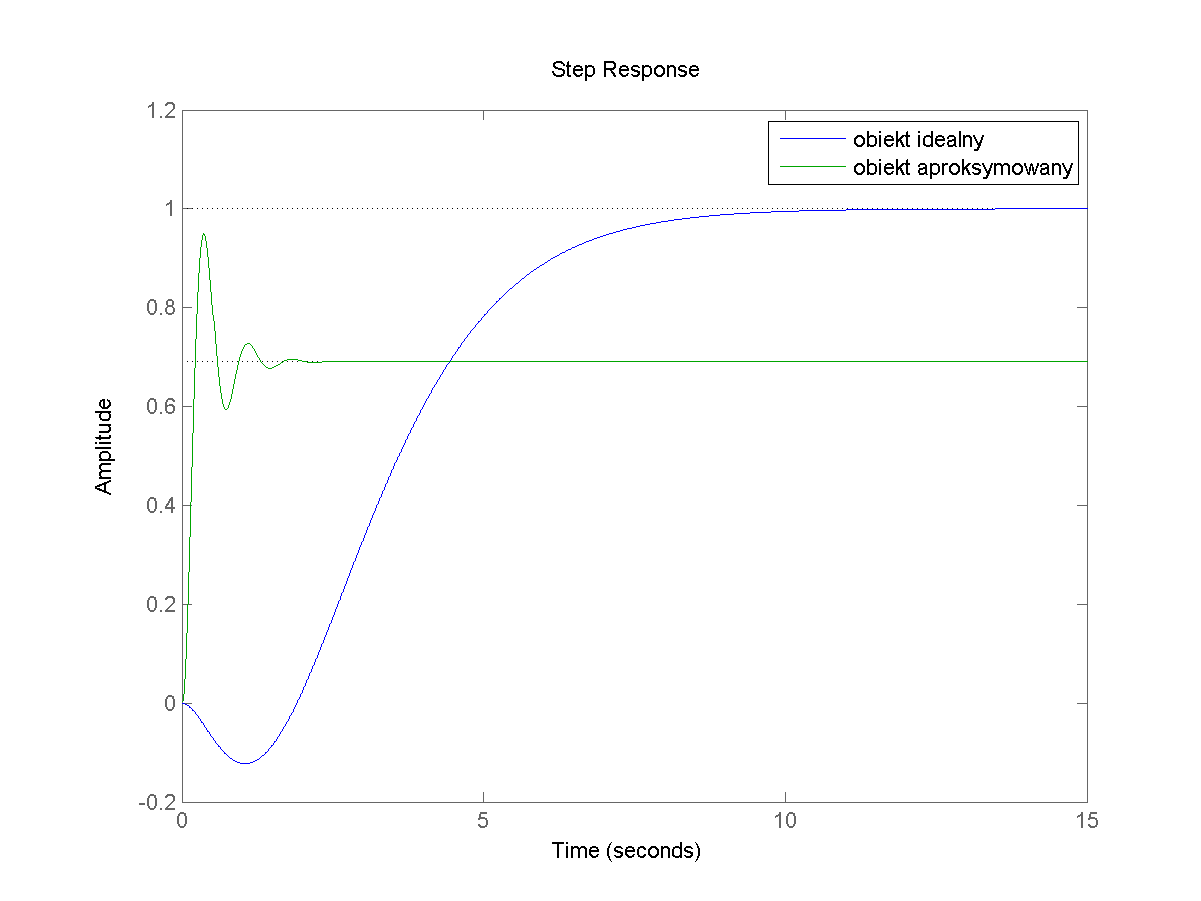 Step Response
1.2
1
0.8
0.6
0.4
0.2
0
-0.2
Amplitude
obiekt idealny
obiekt aproksymowany
0
5
10
15
Time (seconds)